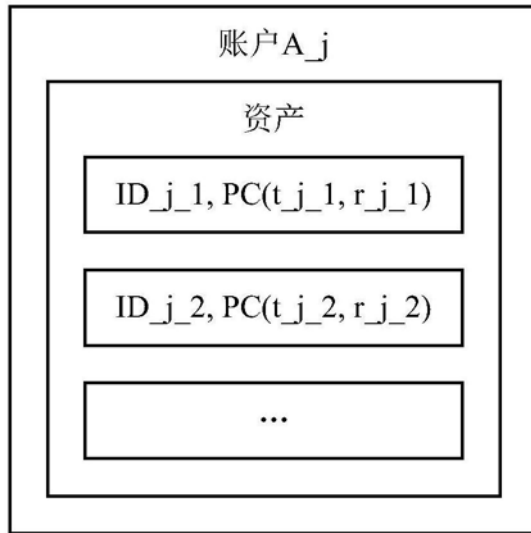 账户A_j
资产
ID_j_1, PC(t_j_1, r_j_1)
ID_j_2, PC(t_j_2, r_j_2)
...